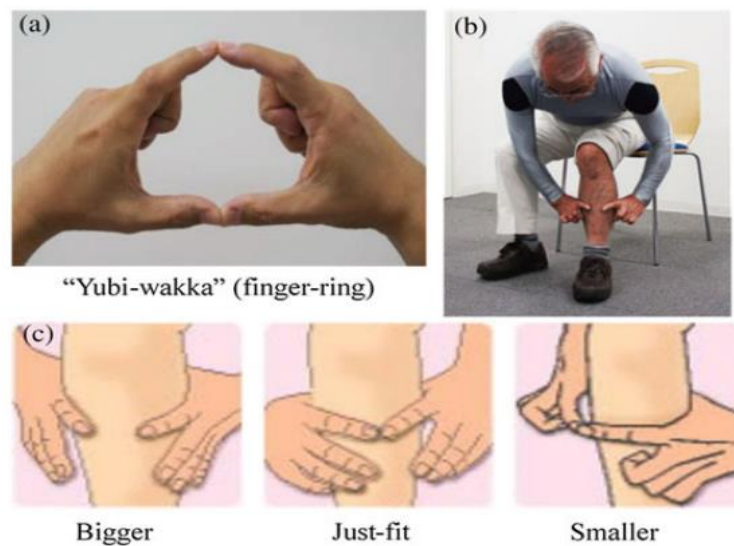 (a)
(b)
“Yubi-wakka” (finger-ring)
(c)
Bigger
Just-fit
Smaller